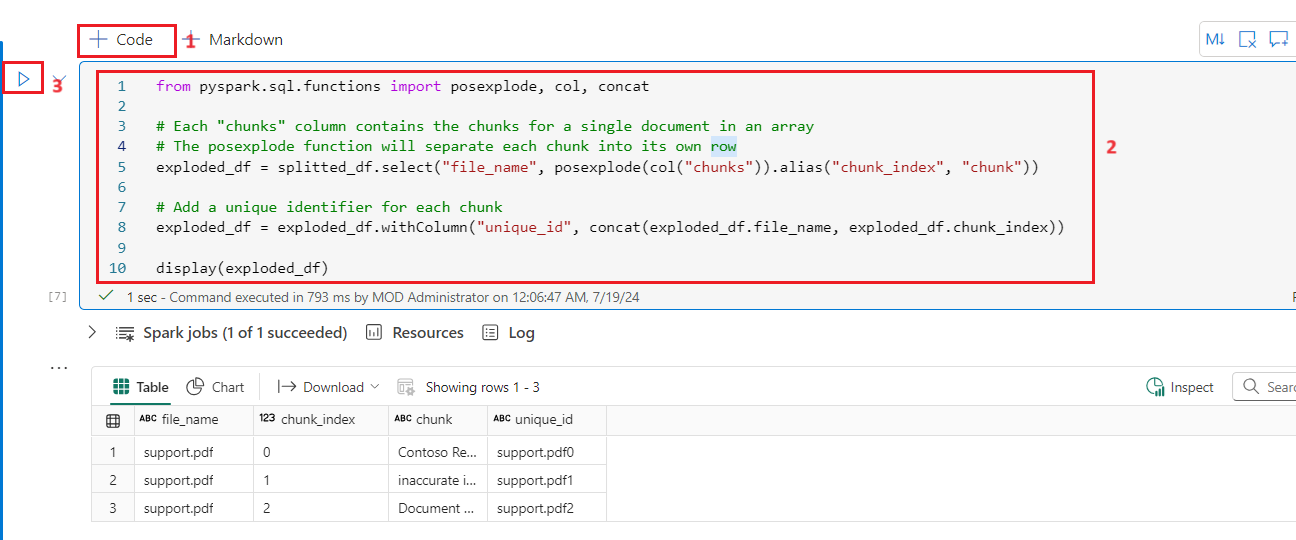 Code 1 Markdown M↓
3
1 from pyspark.sql.functions import posexplode, col, concat
2
3 # Each "chunks" column contains the chunks for a single document in an array
4 # The posexplode function will separate each chunk into its own row 2
5 exploded_df = splitted_df.select("file_name", posexplode(col("chunks")).alias("chunk_index", "chunk"))
6
7 # Add a unique identifier for each chunk
8 exploded_df = exploded_df.withColumn("unique_id", concat(exploded_df.file_name, exploded_df.chunk_index))
9
10 display(exploded_df)
[7] 1 sec - Command executed in 793 ms by MOD Administrator on 12:06:47 AM, 7/19/24
Spark jobs (1 of 1 succeeded) Resources Log
...
Table Chart Download Showing rows 1 - 3 Inspect Sear
ABC file_name 123 chunk_index ABC chunk ABC unique_id
1 support.pdf 0 Contoso Re... support.pdf0
2 support.pdf 1 inaccurate i... support.pdf1
3 support.pdf 2 Document ... support.pdf2